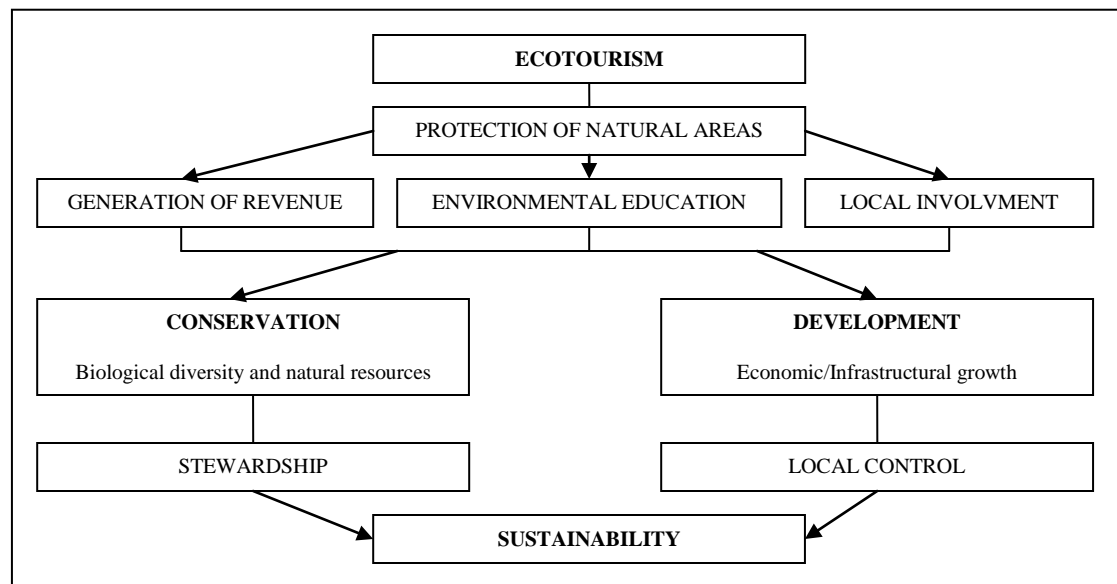 ECOTOURISM
PROTECTION OF NATURAL AREAS
GENERATION OF REVENUE
ENVIRONMENTAL EDUCATION
LOCAL INVOLVMENT
CONSERVATION
Biological diversity and natural resources
DEVELOPMENT
Economic/Infrastructural growth
STEWARDSHIP
LOCAL CONTROL
SUSTAINABILITY